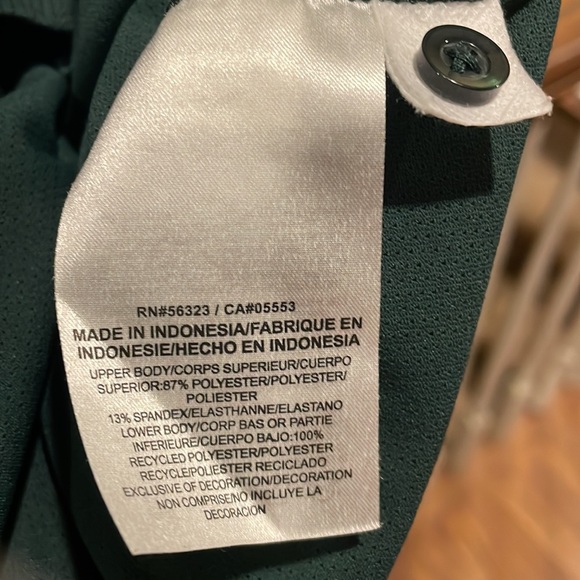 RN#56323 / CA#05553
MADE IN INDONESIA/FABRIQUE EN
INDONESIE/HECHO EN INDONESIA
UPPER BODY/CORPS SUPERIEUR/CUERPO
SUPERIOR:87% POLYESTER/POLYESTER/
POLIESTER
13% SPANDEX/ELASTHANNE/ELASTANO
LOWER BODY/CORP BAS OR PARTIE
INFERIEURE/CUERPO BAJO:100%
RECYCLED POLYESTER/POLYESTER
RECYCLE/POLIESTER RECICLADO
EXCLUSIVE OF DECORATION/DECORATION
NON COMPRISE/NO INCLUYE LA
DECORACION